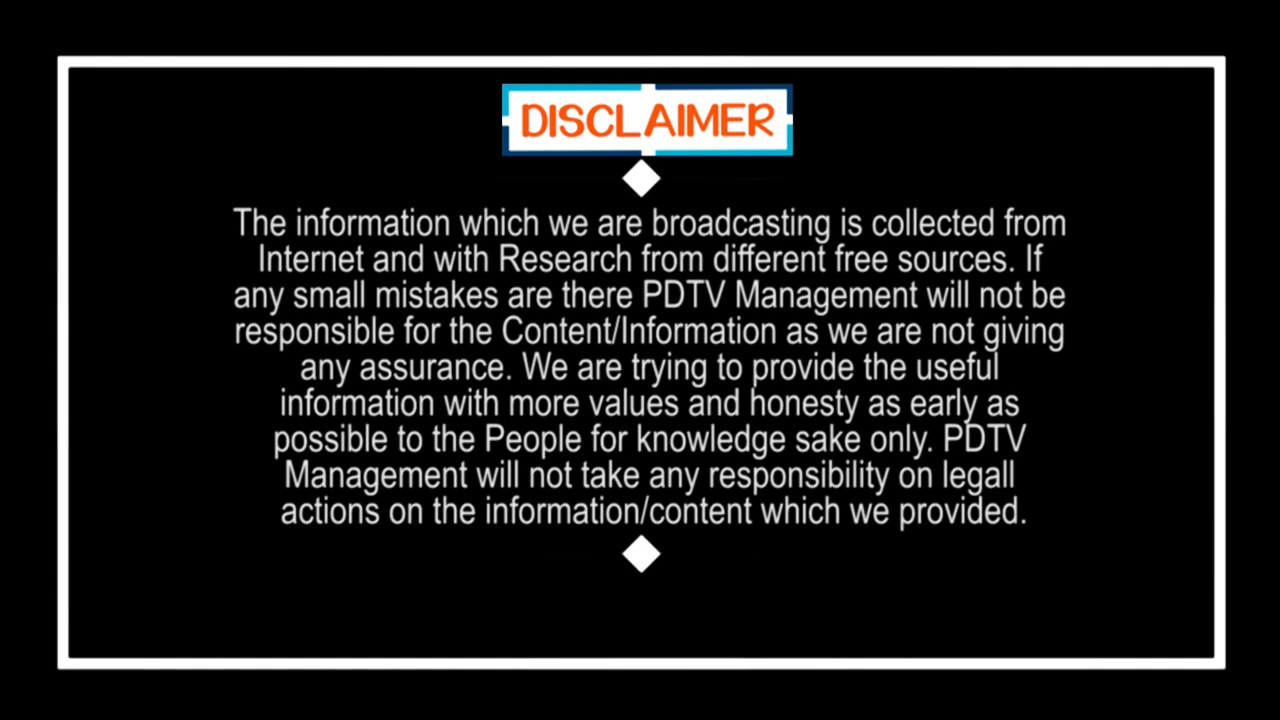 DISCLAIMER
The information which we are broadcasting is collected from
Internet and with Research from different free sources. If
any small mistakes are there PDTV Management will not be
responsible for the Content/Information as we are not giving
any assurance. We are trying to provide the useful
information with more values and honesty as early as
possible to the People for knowledge sake only. PDTV
Management will not take any responsibility on legall
actions on the information/content which we provided.